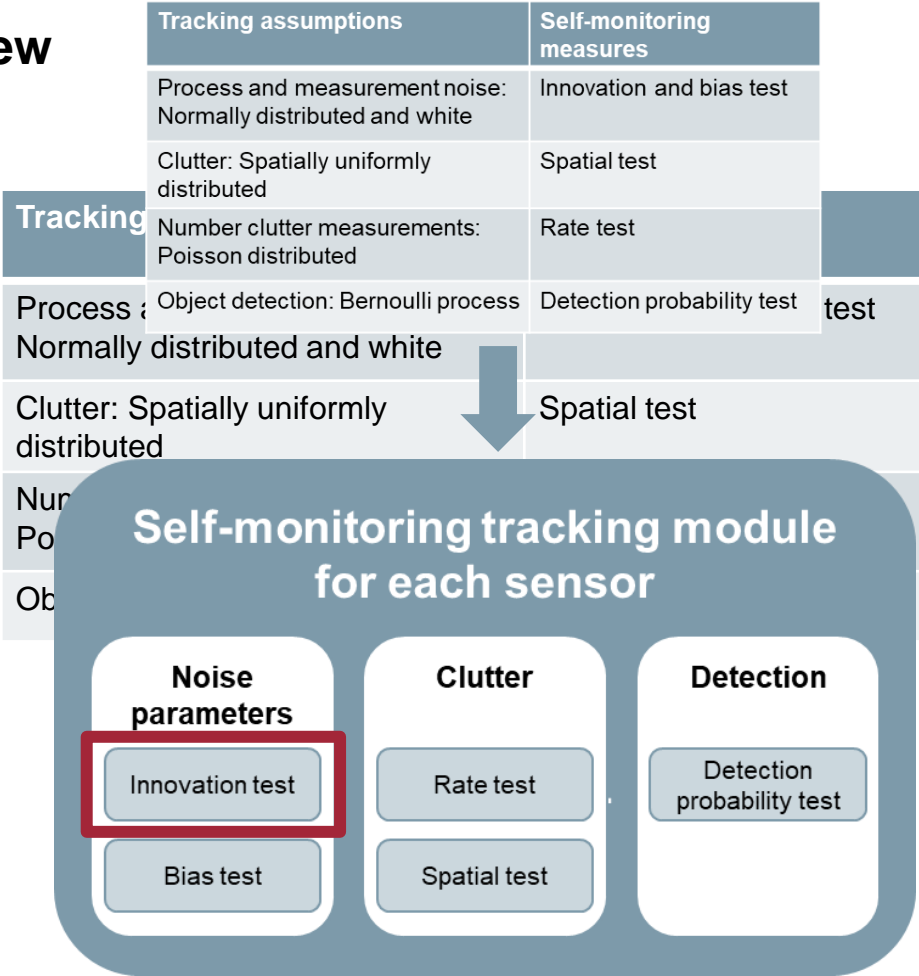 ew
Tracking assumptions
Self-monitoring
measures
Process and measurement noise:
Normally distributed and white
Innovation and bias test
Clutter: Spatially uniformly
distributed
Spatial test
Number clutter measurements:
Poisson distributed
Rate test
Object detection: Bernoulli process
Detection probability test
Tracking
Process
test
Normally distributed and white
Clutter: Spatially uniformly
distributed
Spatial test
Num
Po
Ob
Self-monitoring tracking module
for each sensor
Noise
parameters
Innovation test
Bias test
Clutter
Rate test
Spatial test
Detection
Detection
probability test